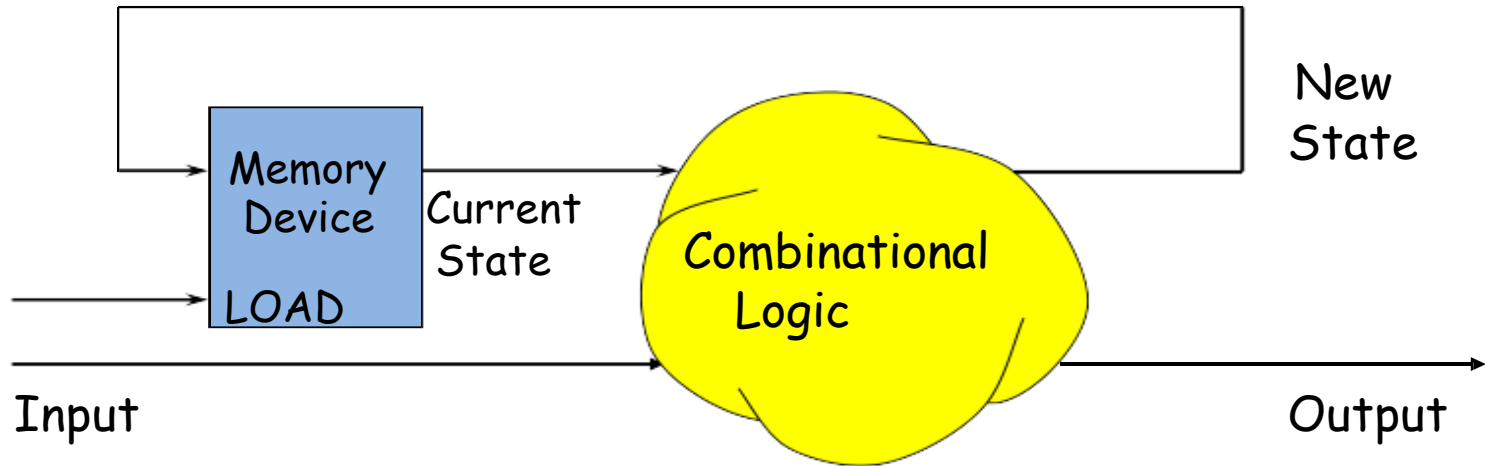 New
State
Memory
Device
LOAD
Current
State
Combinational
Logic
Input
Output